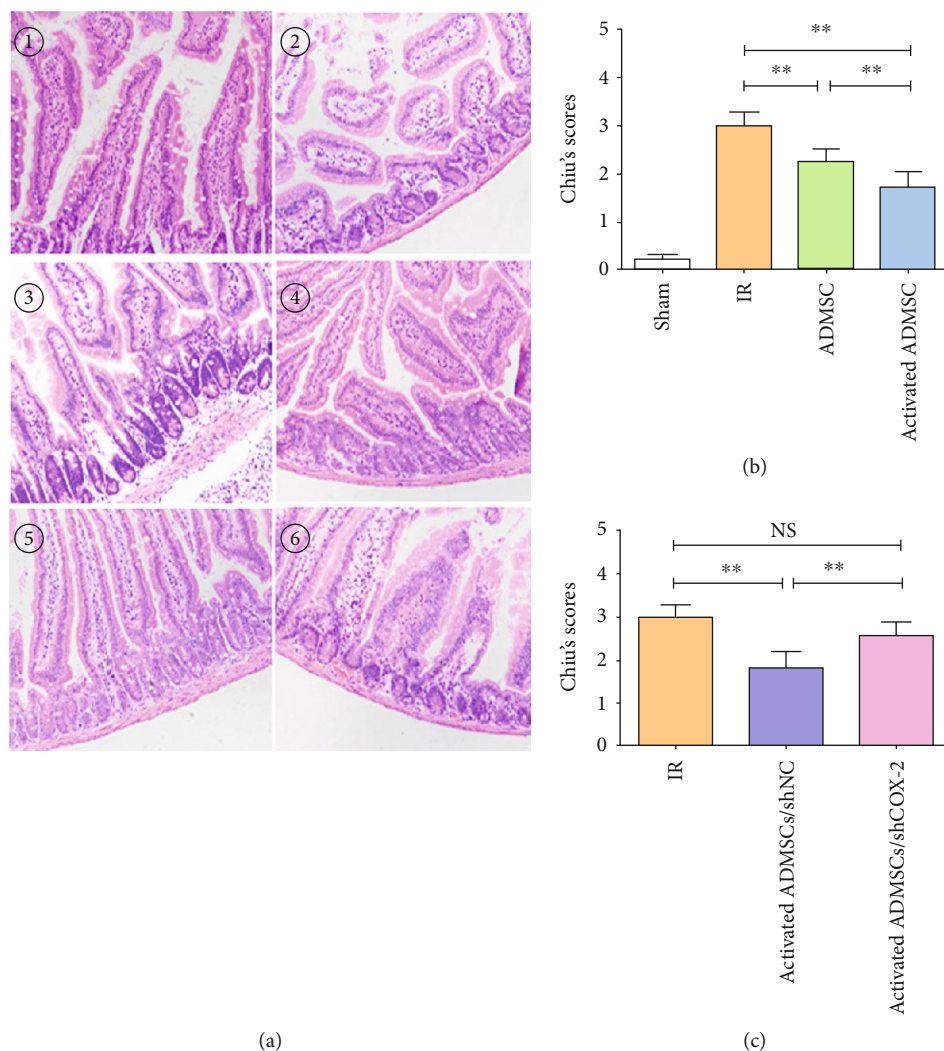 ①
②
③
④
⑤
⑥
(a)
5
4
3
2
1
0
Chiu's scores
**
** **
Sham
IR
ADMSC
Activated ADMSC
(b)
5
4
3
2
1
0
Chiu's scores
NS
** **
IR
Activated ADMSCs/shNC
Activated ADMSCs/shCOX-2
(c)